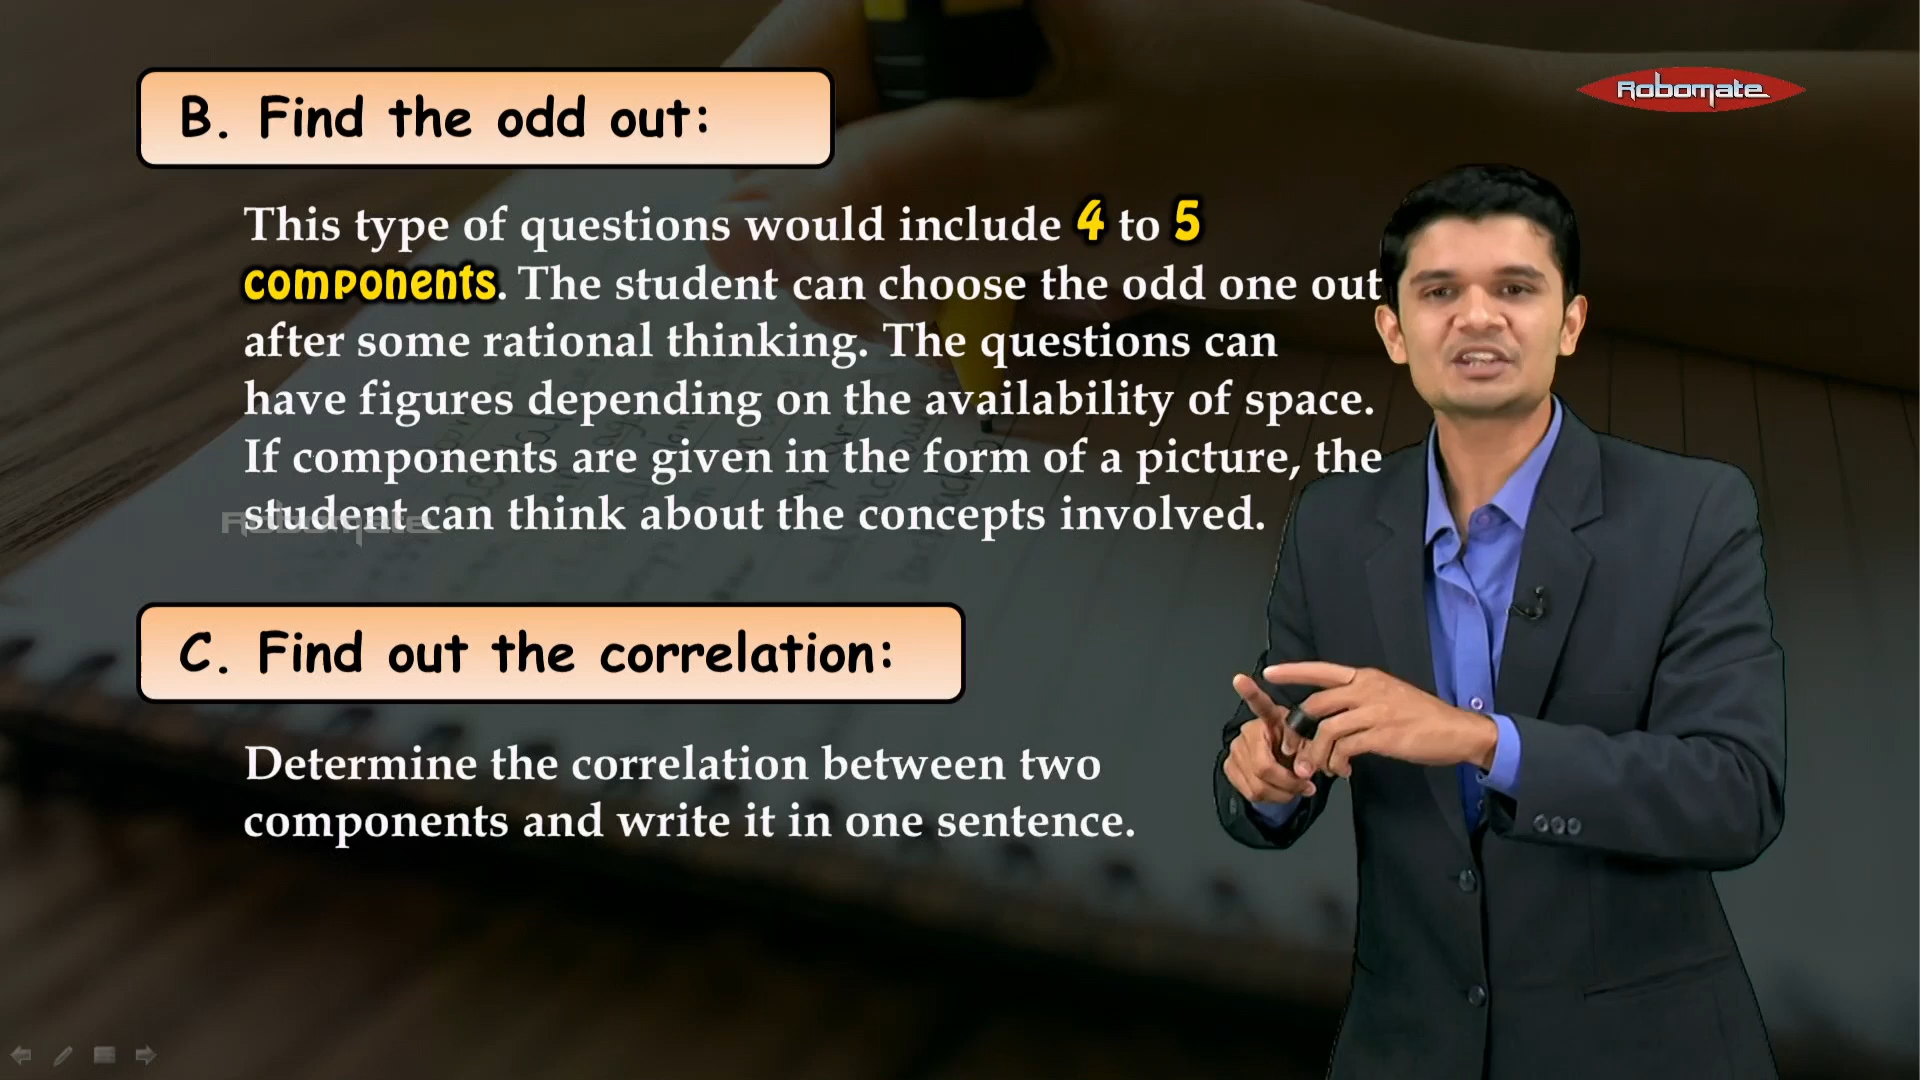 Robomate
B. Find the odd out:
This type of questions would include 4 to 5
components. The student can choose the odd one out
after some rational thinking. The questions can
have figures depending on the availability of space.
If components are given in the form of a picture, the
student can think about the concepts involved.
Robomate
C. Find out the correlation:
Determine the correlation between two
components and write it in one sentence.